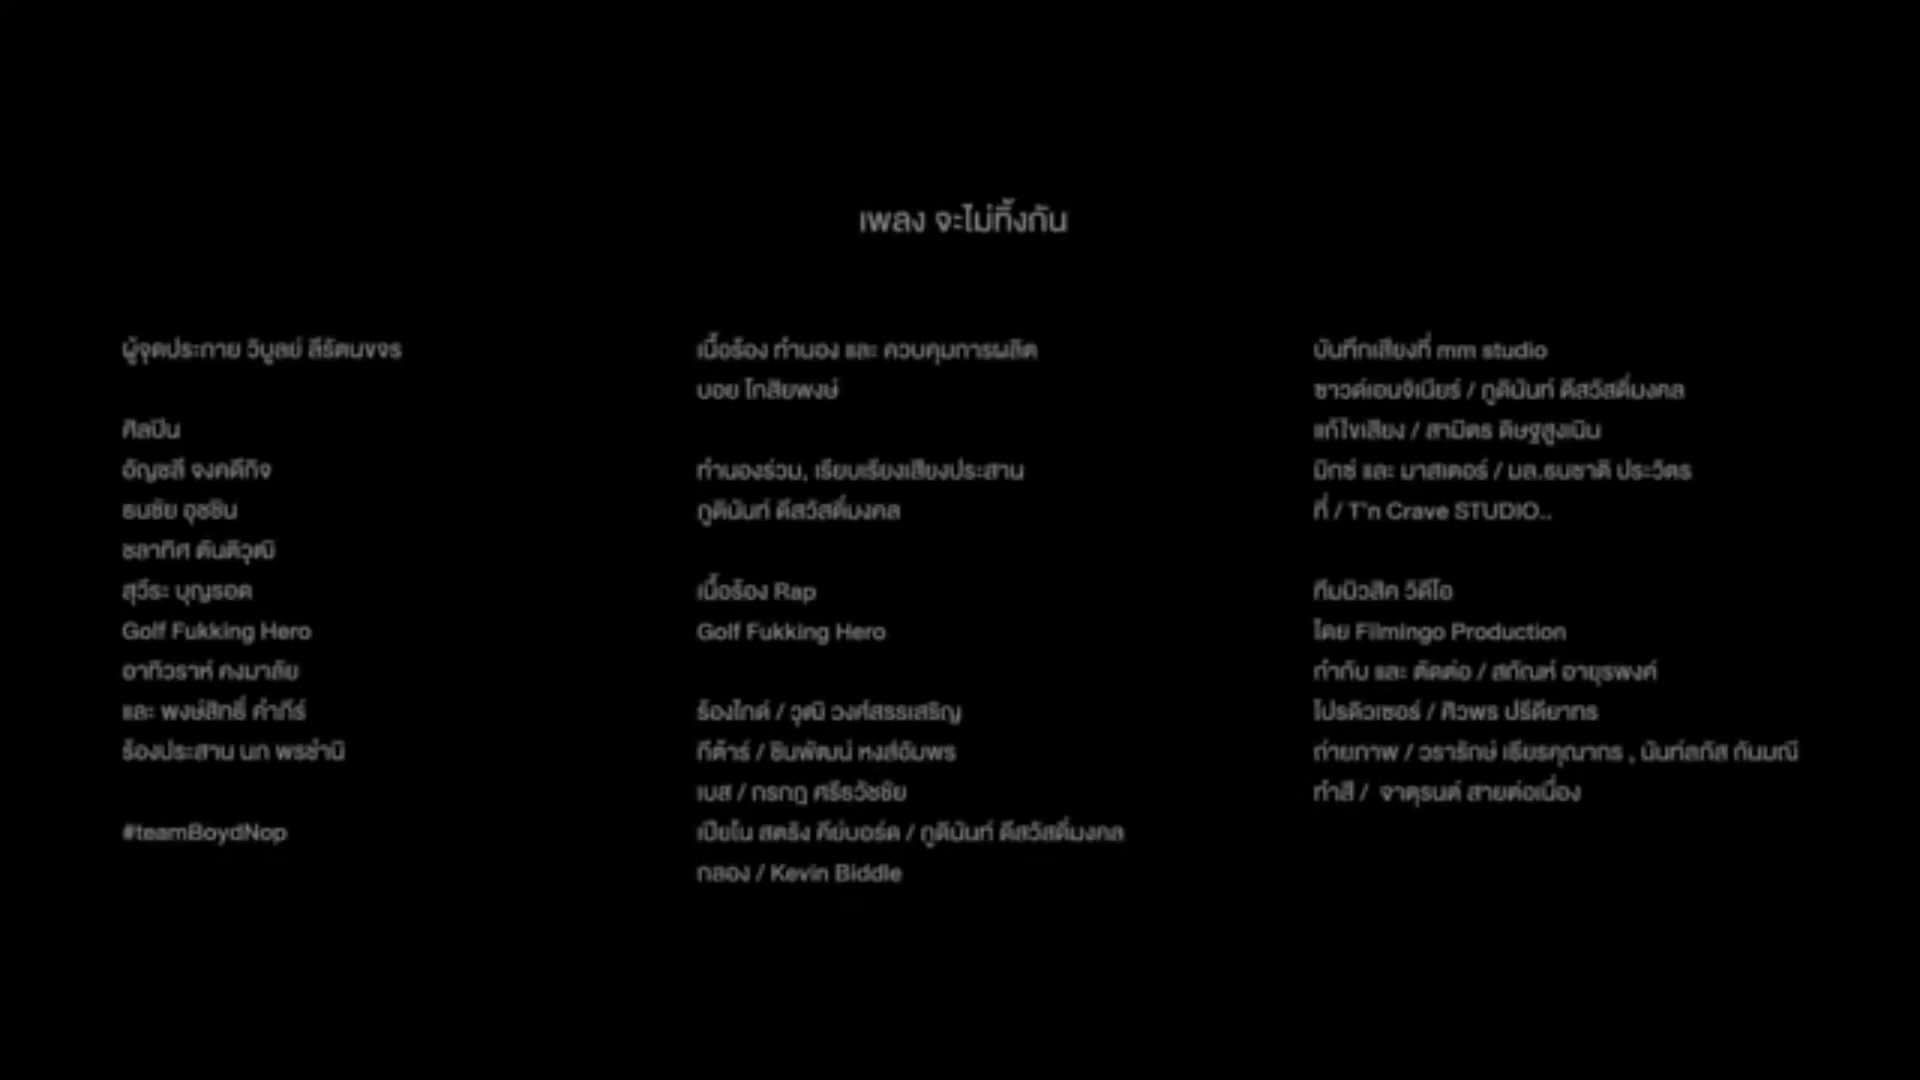 เพลง จะไม่ทิ้งกัน
ผู้จุดประกาย วิบูลย์ ลีรัตนขจร
ศิลปิน
อัญชลี จงคดีกิจ
ธนชัย อุชชิน
ชลาทิศ ตันติวุฒิ
สุวีระ บุญรอด
Golf Fukking Hero
อาทิวราห์ คงมาลัย
และ พงษ์สิทธิ์ คำภีร์
ร้องประสาน นภ พรชำนิ
#teamBoydNop
เนื้อร้อง ทำนอง และ ควบคุมการผลิต
บอย โกสิยพงษ์
ทำนองร่วม, เรียบเรียงเสียงประสาน
ภูตินันท์ ดีสวัสดิ์มงคล
เนื้อร้อง Rap
Golf Fukking Hero
ร้องไกด์ / วุฒิ วงศ์สรรเสริญ
กีต้าร์ / ชินพัฒน์ หงส์อัมพร
เบส / กรกฎ ศรีธวัชชัย
เปียโน สตริง คีย์บอร์ด / ภูตินันท์ ดีสวัสดิ์มงคล
กลอง / Kevin Biddle
บันทึกเสียงที่ mm studio
ซาวด์เอนจิเนียร์ / ภูตินันท์ ดีสวัสดิ์มงคล
แก้ไขเสียง / สามิตร ดิษฐสูงเนิน
มิกซ์ และ มาสเตอร์ / มล.ธนชาติ ประวิตร
ที่ / T'n Crave STUDIO..
ทีมมิวสิค วิดีโอ
โดย Filmingo Production
กำกับ และ ตัดต่อ / สกัณห์ อายุรพงค์
โปรดิวเซอร์ / ศิวพร ปรีดียาทร
ถ่ายภาพ / วรารักษ์ เธียรคุณากร , นันท์ลภัส กันมณี
ทำสี / จาตุรนต์ สายต่อเนื่อง